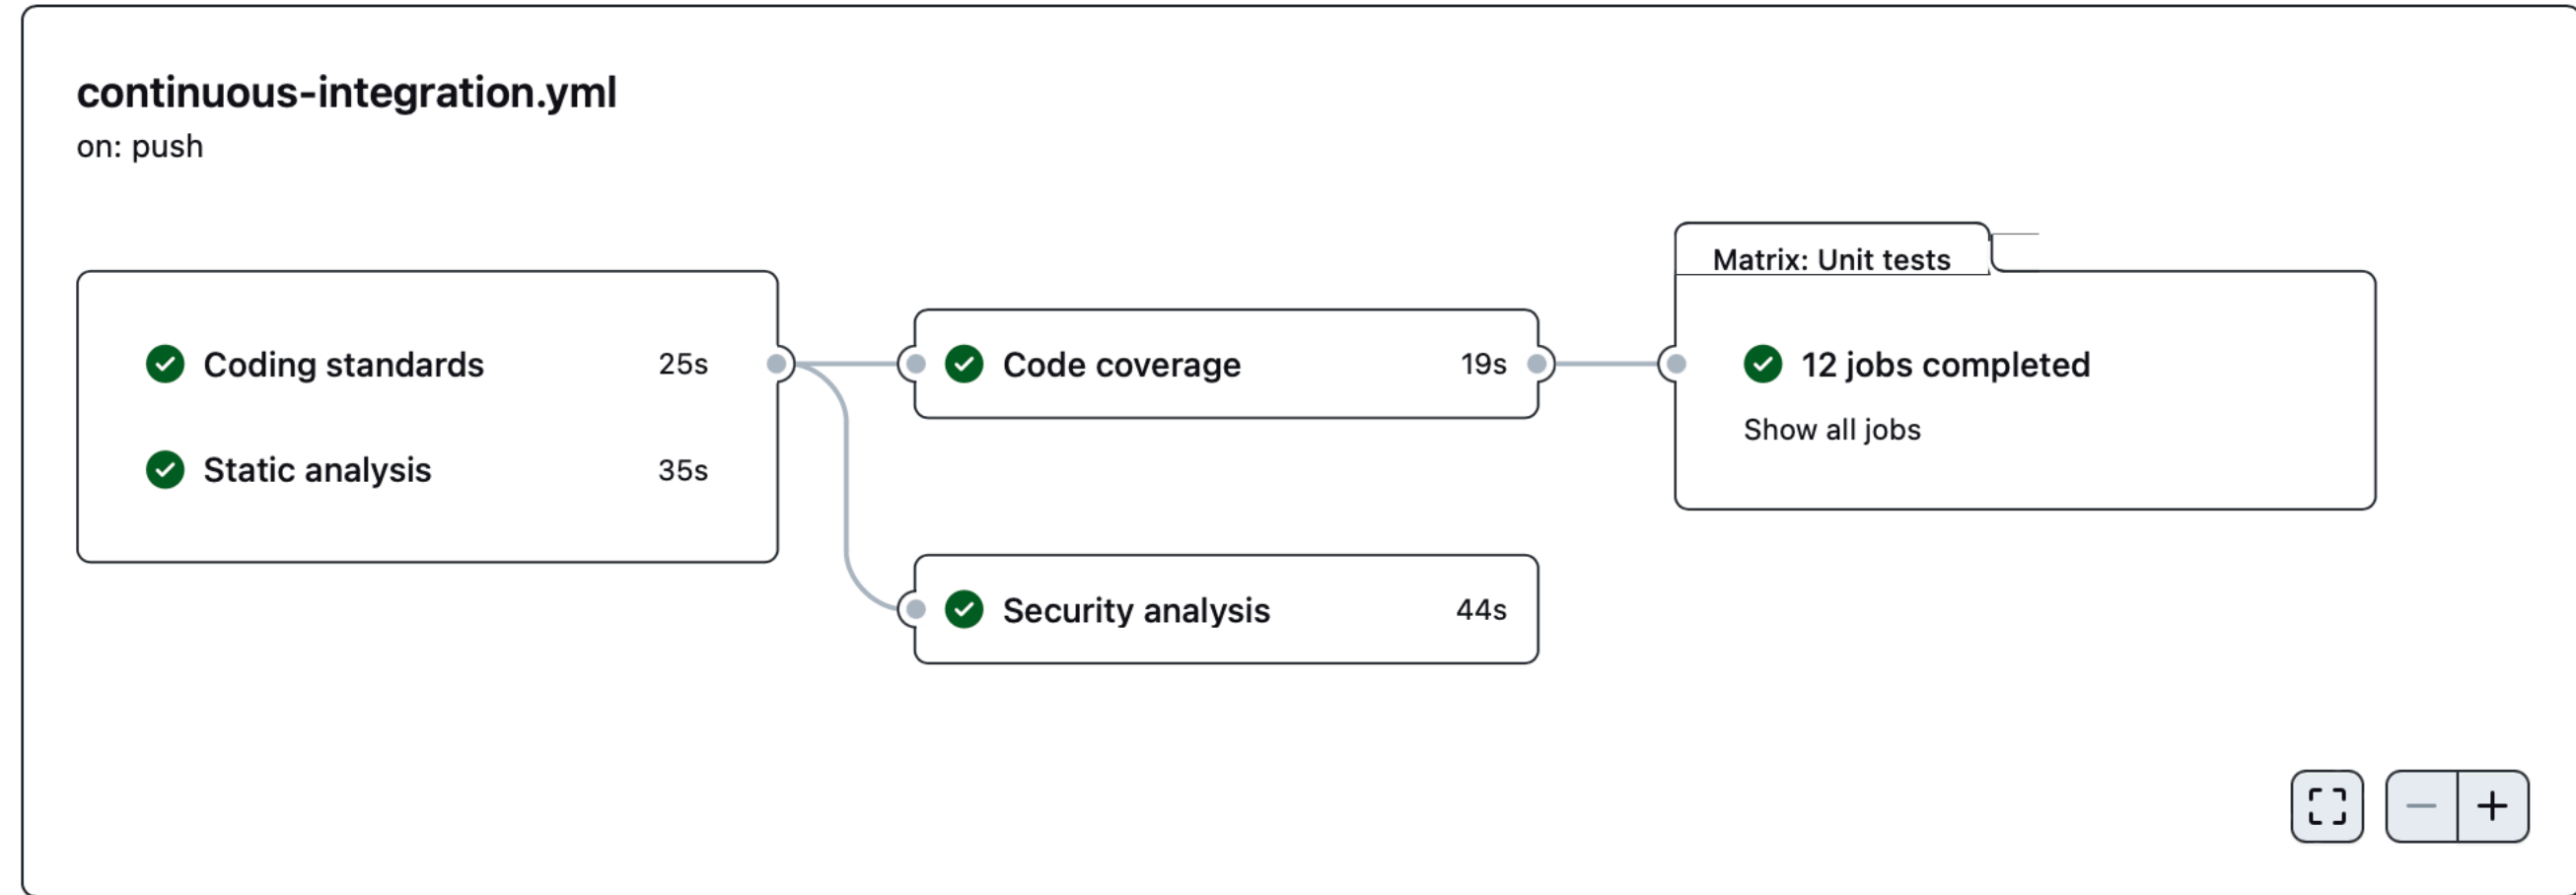 continuous-integration.yml
on: push
Coding standards 25s
Static analysis 35s
Code coverage 19s
Security analysis 44s
Matrix: Unit tests
12 jobs completed
Show all jobs